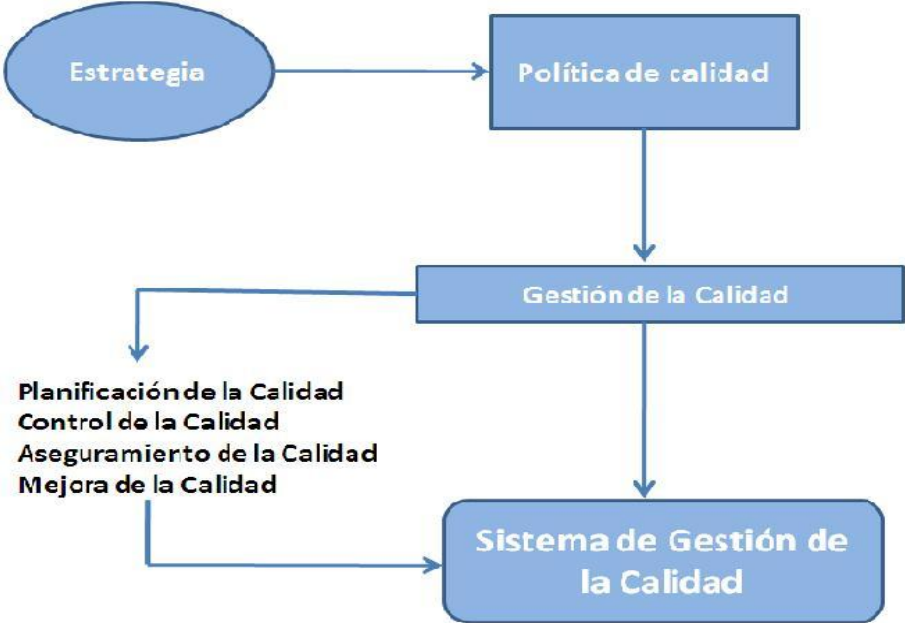 Estrategia
Política de calidad
Gestión de la Calidad
Planificación de la Calidad
Control de la Calidad
Aseguramiento de la Calidad
Mejora de la Calidad
Sistema de Gestión de
la Calidad